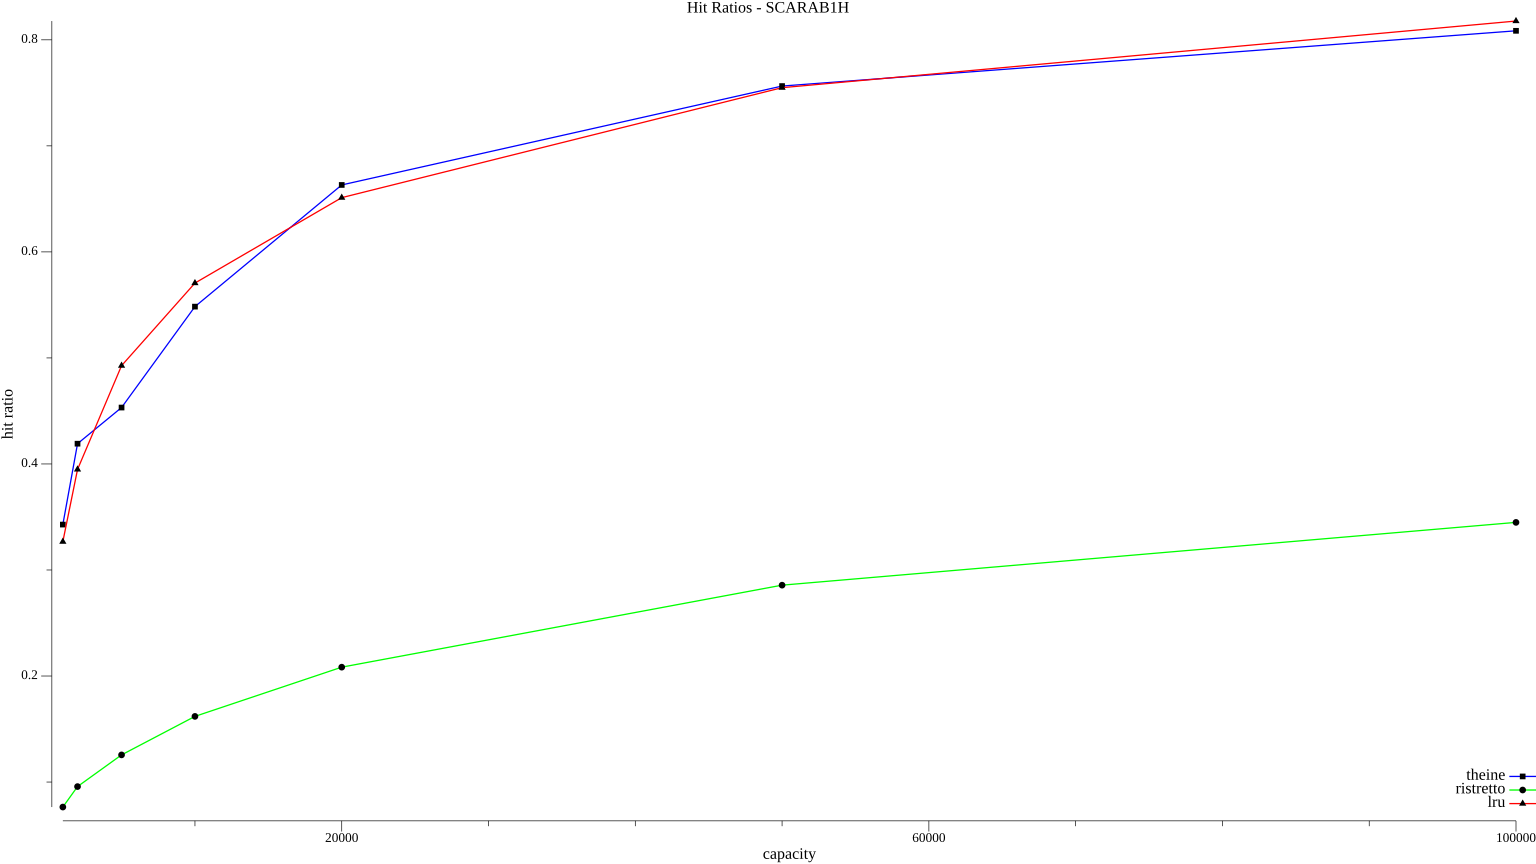 Hit Ratios - SCARAB1H
0.8
0.6
hit ratio
0.4
0.2
theine
ristretto
lru
20000
60000
100000
capacity